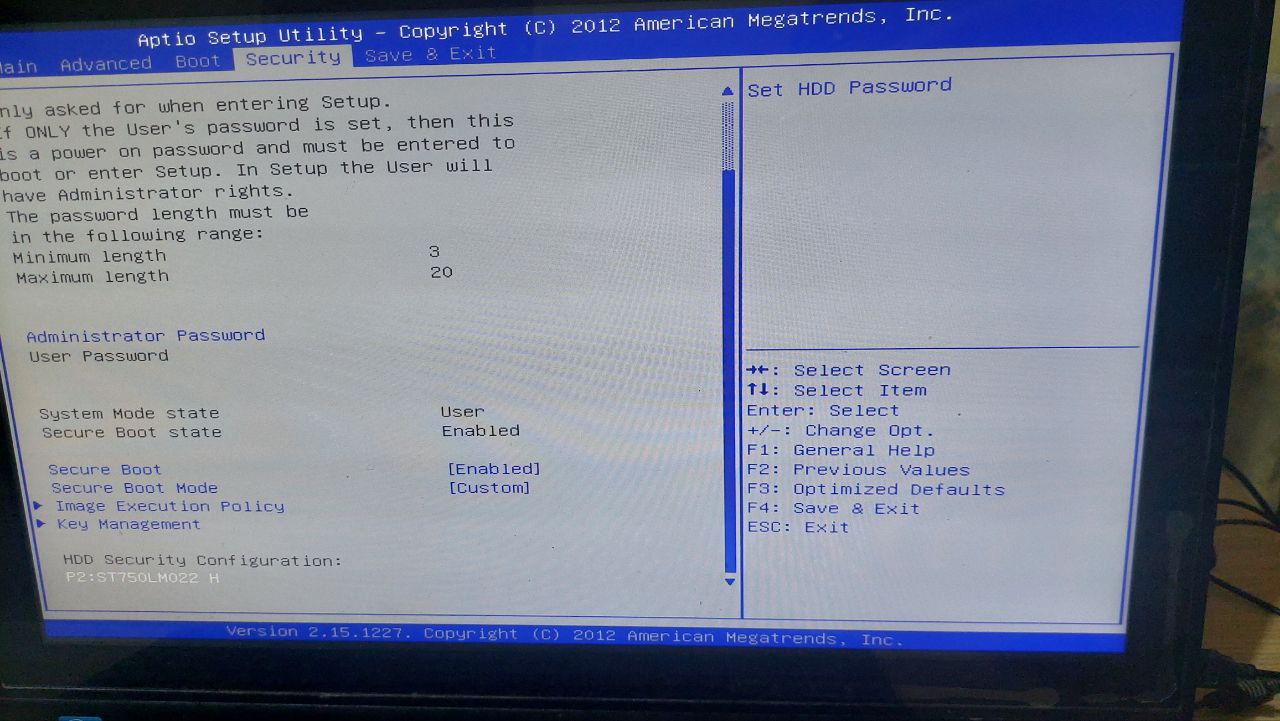 Aptio Setup Utility – Copyright (C) 2012 American Megatrends, Inc.
Main Advanced Boot Security Save & Exit
only asked for when entering Setup.
If ONLY the User's password is set, then this
is a power on password and must be entered to
boot or enter Setup. In Setup the User will
have Administrator rights.
The password length must be
in the following range:
Minimum length 3
Maximum length 20
Administrator Password
User Password
System Mode state User
Secure Boot state Enabled
Secure Boot [Enabled]
Secure Boot Mode [Custom]
Image Execution Policy
Key Management
HDD Security Configuration:
P2:ST750LM022 H
Set HDD Password
→←: Select Screen
↑↓: Select Item
Enter: Select
+/-: Change Opt.
F1: General Help
F2: Previous Values
F3: Optimized Defaults
F4: Save & Exit
ESC: Exit
Version 2.15.1227. Copyright (C) 2012 American Megatrends, Inc.